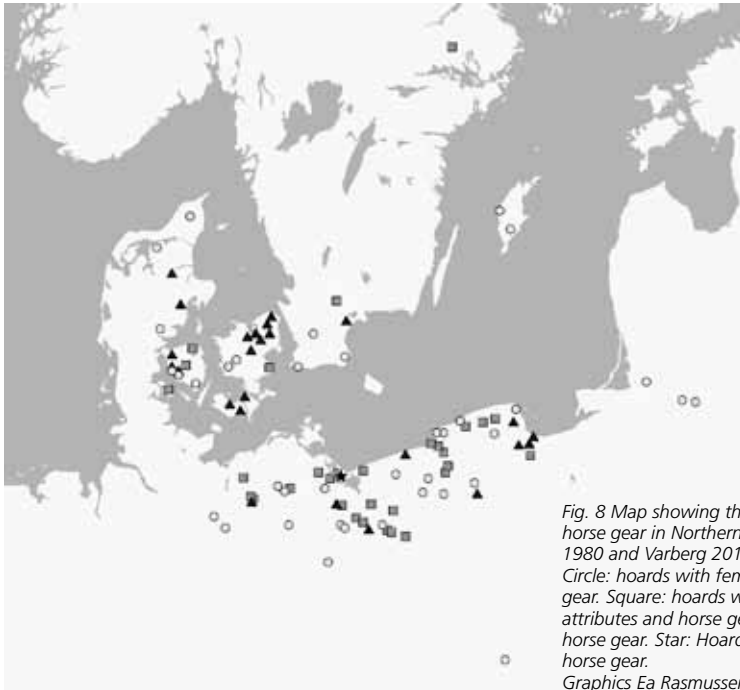 Fig. 8 Map showing th
horse gear in Northern
1980 and Varberg 201
Circle: hoards with fem
gear. Square: hoards w
attributes and horse ge
horse gear. Star: Hoard
horse gear.
Graphics Ea Rasmusse